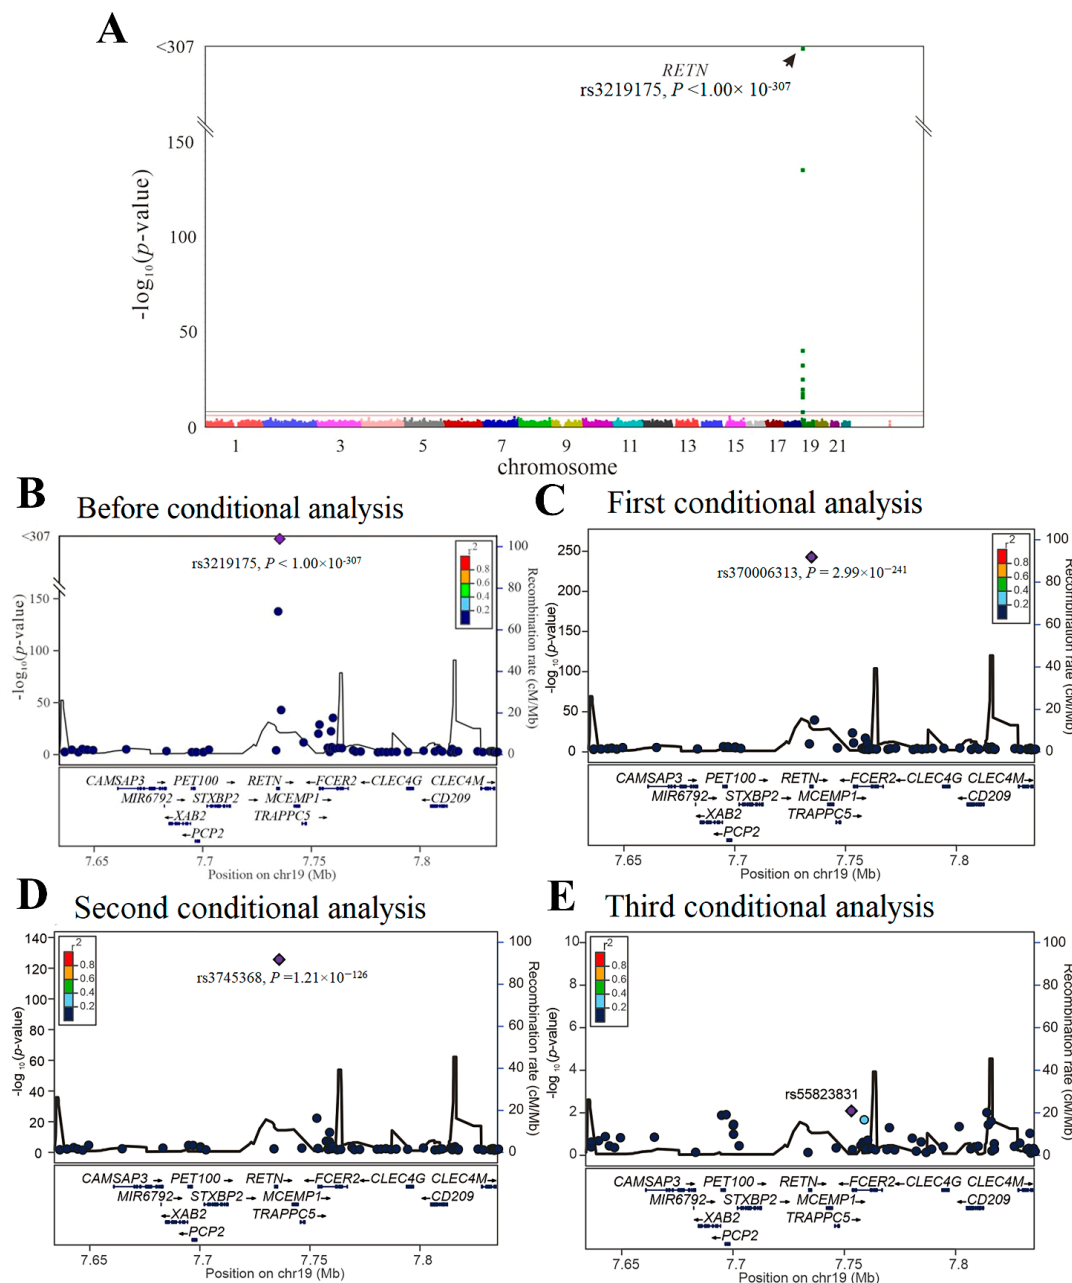 A
<307
RETN
rs3219175, P <1.00× 10-307
150
100
50
0
-log10(p-value)
1 3 5 7 9 11 13 15 17 19 21
chromosome
B
Before conditional analysis
<307
rs3219175, P < 1.00×10-307
r2
0.8
0.6
0.4
0.2
150
100
50
0
-log10(p-value)
100
80
60
40
20
0
Recombination rate (cM/Mb)
CAMSAP3 PET100 RETN FCER2 CLEC4G CLEC4M
MIR6792 STXBP2 MCEMP1 CD209
XAB2 TRAPPC5
PCP2
7.65 7.7 7.75 7.8
Position on chr19 (Mb)
C
First conditional analysis
rs370006313, P = 2.99×10−241
r2
0.8
0.6
0.4
0.2
250
200
150
100
50
0
-log10(p-value)
100
80
60
40
20
0
Recombination rate (cM/Mb)
CAMSAP3 PET100 RETN FCER2 CLEC4G CLEC4M
MIR6792 STXBP2 MCEMP1 CD209
XAB2 TRAPPC5
PCP2
7.65 7.7 7.75 7.8
Position on chr19 (Mb)
D
Second conditional analysis
rs3745368, P =1.21×10−126
r2
0.8
0.6
0.4
0.2
140
120
100
80
60
40
20
0
-log10(p-value)
100
80
60
40
20
0
Recombination rate (cM/Mb)
CAMSAP3 PET100 RETN FCER2 CLEC4G CLEC4M
MIR6792 STXBP2 MCEMP1 CD209
XAB2 TRAPPC5
PCP2
7.65 7.7 7.75 7.8
Position on chr19 (Mb)
E
Third conditional analysis
r2
0.8
0.6
0.4
0.2
rs55823831
10
8
6
4
2
0
-log10(p-value)
100
80
60
40
20
0
Recombination rate (cM/Mb)
CAMSAP3 PET100 RETN FCER2 CLEC4G CLEC4M
MIR6792 STXBP2 MCEMP1 CD209
XAB2 TRAPPC5
PCP2
7.65 7.7 7.75 7.8
Position on chr19 (Mb)